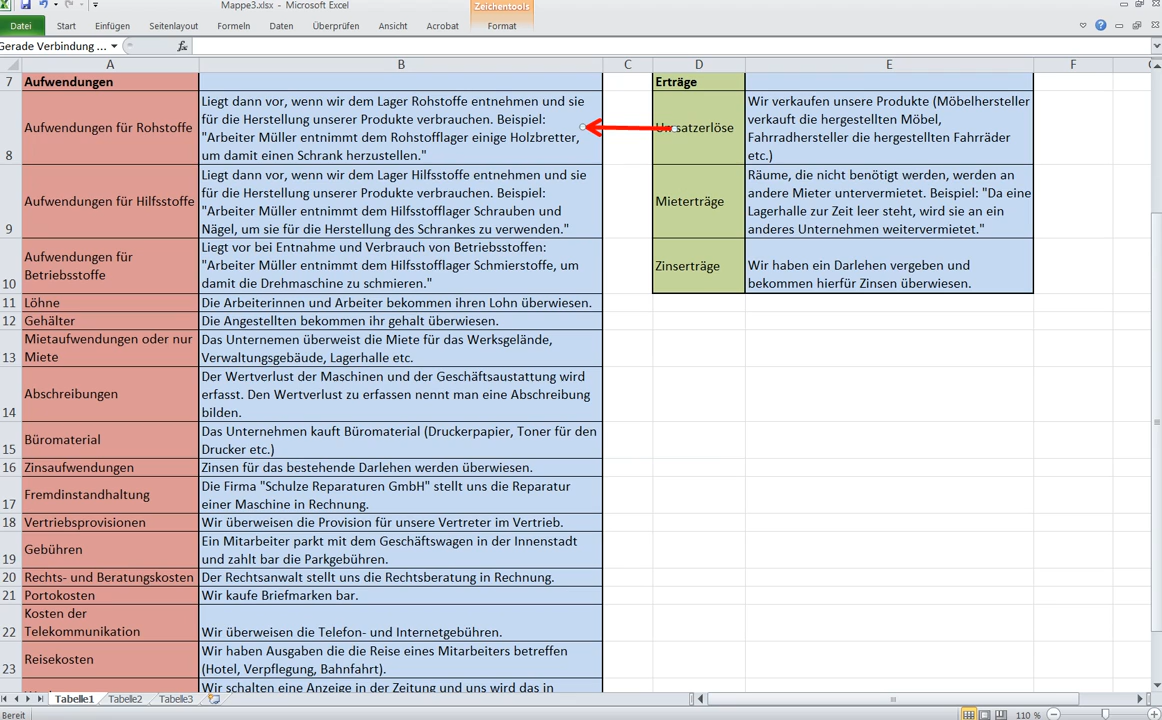 Mappe3.xlsx - Microsoft Excel
Zeichentools
Datei Start Einfügen Seitenlayout Formeln Daten Überprüfen Ansicht Acrobat Format
Gerade Verbindung ... fx
A B C D E F
7 Aufwendungen Erträge
8 Aufwendungen für Rohstoffe
Liegt dann vor, wenn wir dem Lager Rohstoffe entnehmen und sie
für die Herstellung unserer Produkte verbrauchen. Beispiel:
"Arbeiter Müller entnimmt dem Rohstofflager einige Holzbretter,
um damit einen Schrank herzustellen."
Umsatzerlöse
Wir verkaufen unsere Produkte (Möbelhersteller
verkauft die hergestellten Möbel,
Fahrradhersteller die hergestellten Fahrräder
etc.)
9 Aufwendungen für Hilfsstoffe
Liegt dann vor, wenn wir dem Lager Hilfsstoffe entnehmen und sie
für die Herstellung unserer Produkte verbrauchen. Beispiel:
"Arbeiter Müller entnimmt dem Hilfsstofflager Schrauben und
Nägel, um sie für die Herstellung des Schrankes zu verwenden."
Mieterträge
Räume, die nicht benötigt werden, werden an
andere Mieter untervermietet. Beispiel: "Da eine
Lagerhalle zur Zeit leer steht, wird sie an ein
anderes Unternehmen weitervermietet."
10 Aufwendungen für
Betriebsstoffe
Liegt vor bei Entnahme und Verbrauch von Betriebsstoffen:
"Arbeiter Müller entnimmt dem Hilfsstofflager Schmierstoffe, um
damit die Drehmaschine zu schmieren."
Zinserträge
Wir haben ein Darlehen vergeben und
bekommen hierfür Zinsen überwiesen.
11 Löhne Die Arbeiterinnen und Arbeiter bekommen ihren Lohn überwiesen.
12 Gehälter Die Angestellten bekommen ihr gehalt überwiesen.
13 Mietaufwendungen oder nur
Miete
Das Unternemen überweist die Miete für das Werksgelände,
Verwaltungsgebäude, Lagerhalle etc.
14 Abschreibungen
Der Wertverlust der Maschinen und der Geschäftsaustattung wird
erfasst. Den Wertverlust zu erfassen nennt man eine Abschreibung
bilden.
15 Büromaterial
Das Unternehmen kauft Büromaterial (Druckerpapier, Toner für den
Drucker etc.)
16 Zinsaufwendungen Zinsen für das bestehende Darlehen werden überwiesen.
17 Fremdinstandhaltung
Die Firma "Schulze Reparaturen GmbH" stellt uns die Reparatur
einer Maschine in Rechnung.
18 Vertriebsprovisionen Wir überweisen die Provision für unsere Vertreter im Vertrieb.
19 Gebühren
Ein Mitarbeiter parkt mit dem Geschäftswagen in der Innenstadt
und zahlt bar die Parkgebühren.
20 Rechts- und Beratungskosten Der Rechtsanwalt stellt uns die Rechtsberatung in Rechnung.
21 Portokosten Wir kaufe Briefmarken bar.
22 Kosten der
Telekommunikation
Wir überweisen die Telefon- und Internetgebühren.
23 Reisekosten
Wir haben Ausgaben die die Reise eines Mitarbeiters betreffen
(Hotel, Verpflegung, Bahnfahrt).
Wir schalten eine Anzeige in der Zeitung und uns wird das in
Tabelle1 Tabelle2 Tabelle3
Bereit 110 %